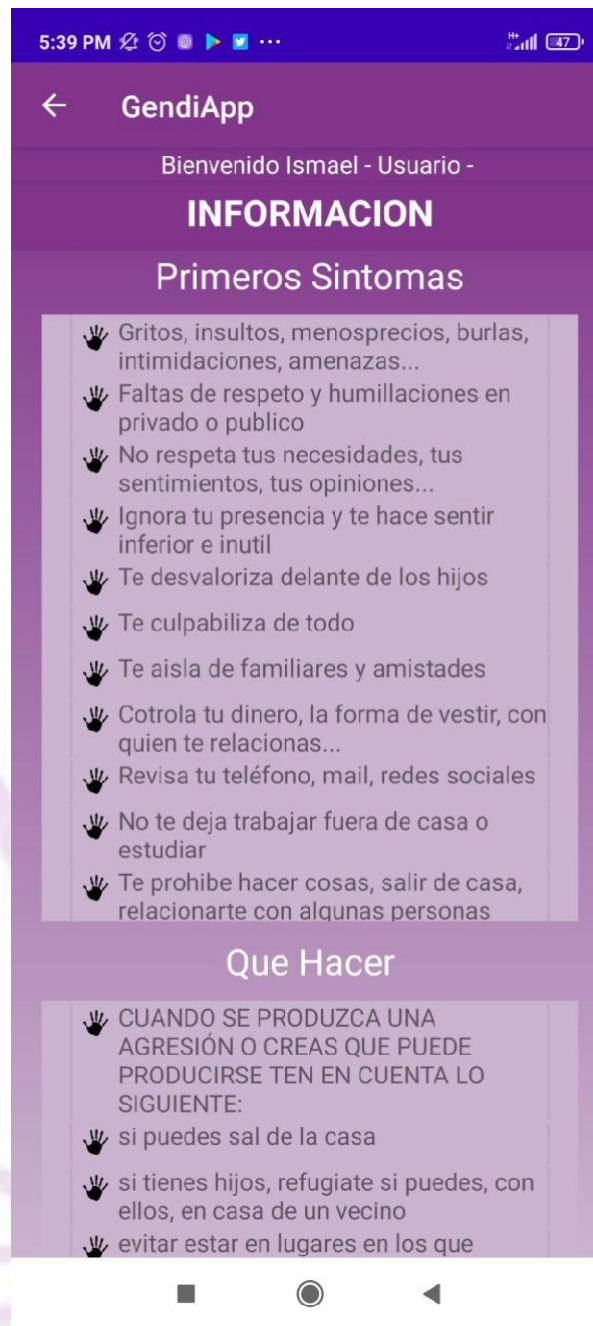 5:39 PM
H+
47
GendiApp
Bienvenido Ismael - Usuario -
INFORMACION
Primeros Sintomas
Gritos, insultos, menosprecios, burlas,
intimidaciones, amenazas...
Faltas de respeto y humillaciones en
privado o publico
No respeta tus necesidades, tus
sentimientos, tus opiniones...
Ignora tu presencia y te hace sentir
inferior e inutil
Te desvaloriza delante de los hijos
Te culpabiliza de todo
Te aisla de familiares y amistades
Cotrola tu dinero, la forma de vestir, con
quien te relacionas...
Revisa tu teléfono, mail, redes sociales
No te deja trabajar fuera de casa o
estudiar
Te prohibe hacer cosas, salir de casa,
relacionarte con algunas personas
Que Hacer
CUANDO SE PRODUZCA UNA
AGRESIÓN O CREAS QUE PUEDE
PRODUCIRSE TEN EN CUENTA LO
SIGUIENTE:
si puedes sal de la casa
si tienes hijos, refugiate si puedes, con
ellos, en casa de un vecino
evitar estar en lugares en los que